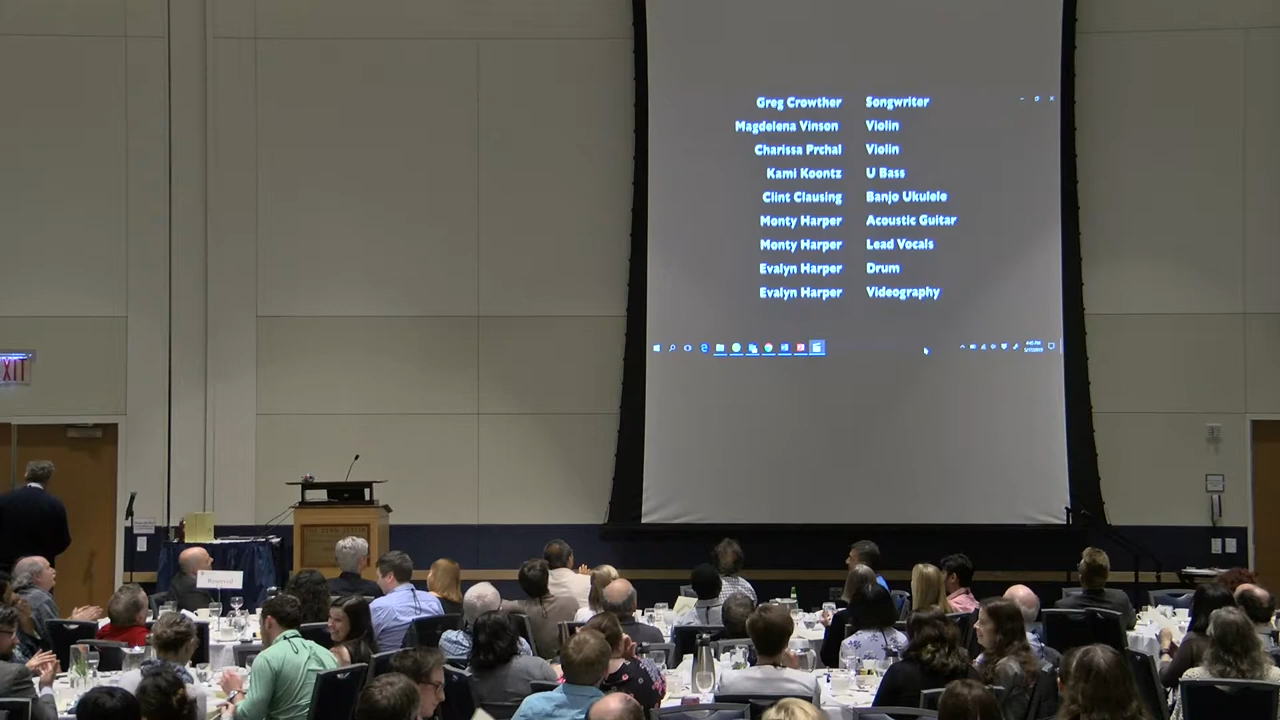 Greg Crowther Songwriter
Magdelena Vinson Violin
Charissa Prchal Violin
Kami Koontz U Bass
Clint Clausing Banjo Ukulele
Monty Harper Acoustic Guitar
Monty Harper Lead Vocals
Evalyn Harper Drum
Evalyn Harper Videography
EXIT
Reserved